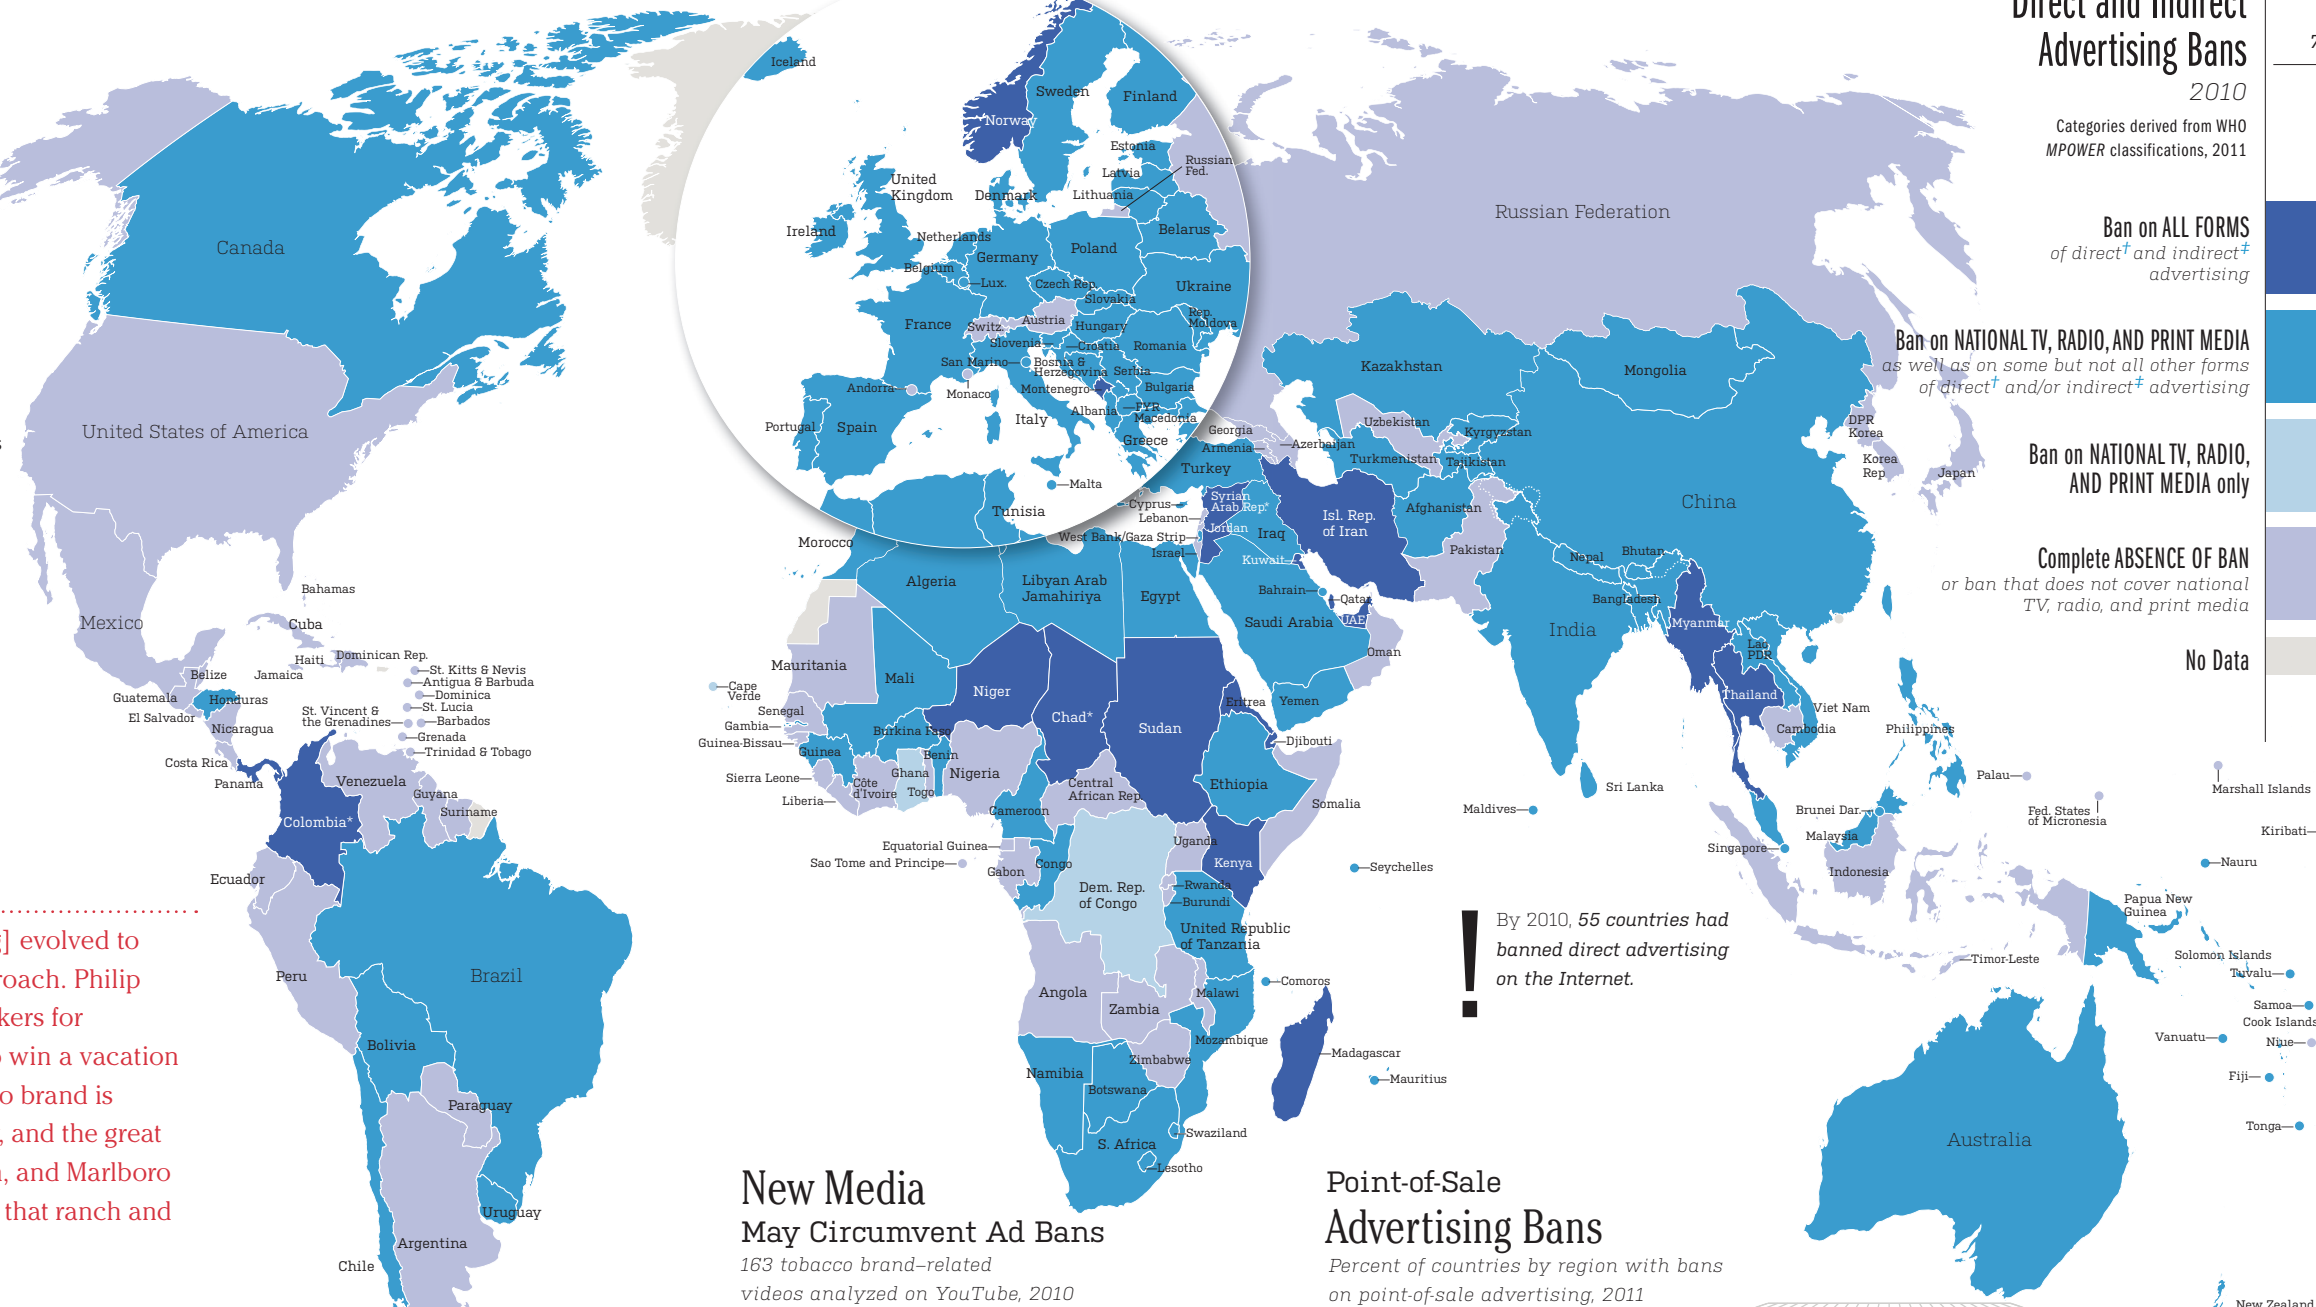 Direct and Indirect
Advertising Bans
2010
Categories derived from WHO
MPOWER classifications, 2011
Ban on ALL FORMS
of direct† and indirect‡
advertising
Ban on NATIONAL TV, RADIO, AND PRINT MEDIA
as well as on some but not all other forms
of direct† and/or indirect‡ advertising
Ban on NATIONAL TV, RADIO,
AND PRINT MEDIA only
Complete ABSENCE OF BAN
or ban that does not cover national
TV, radio, and print media
No Data
Iceland
Norway
Sweden
Finland
Estonia
Russian
Fed.
Latvia
Lithuania
United
Kingdom
Denmark
Ireland
Netherlands
Belarus
Poland
Germany
Belgium
Lux.
Czech Rep.
Ukraine
Slovakia
France
Switz.
Austria
Hungary
Rep.
Moldova
Slovenia
Croatia
Romania
San Marino
Bosnia &
Herzegovina
Serbia
Andorra
Monaco
Montenegro
Bulgaria
Albania
FYR
Macedonia
Portugal
Spain
Italy
Greece
Malta
Tunisia
Canada
United States of America
Mexico
Bahamas
Cuba
Haiti
Dominican Rep.
Jamaica
Belize
Guatemala
Honduras
El Salvador
Nicaragua
Costa Rica
Panama
St. Kitts & Nevis
Antigua & Barbuda
Dominica
St. Lucia
St. Vincent &
the Grenadines
Barbados
Grenada
Trinidad & Tobago
Venezuela
Guyana
Suriname
Colombia*
Ecuador
Peru
Brazil
Bolivia
Paraguay
Uruguay
Argentina
Chile
Russian Federation
Kazakhstan
Mongolia
Uzbekistan
Kyrgyzstan
Turkmenistan
Tajikistan
Georgia
Azerbaijan
Armenia
Turkey
Cyprus
Lebanon
Syrian
Arab Rep.*
Jordan
West Bank/Gaza Strip
Israel
Iraq
Isl. Rep.
of Iran
Kuwait
Afghanistan
Pakistan
China
DPR
Korea
Korea
Rep
Japan
Nepal
Bhutan
Bangladesh
India
Myanmar
Lao
PDR
Thailand
Viet Nam
Cambodia
Philippines
Sri Lanka
Maldives
Brunei Dar.
Malaysia
Singapore
Indonesia
Palau
Fed. States
of Micronesia
Marshall Islands
Kiribati
Nauru
Papua New
Guinea
Solomon Islands
Tuvalu
Timor-Leste
Samoa
Cook Islands
Vanuatu
Niue
Fiji
Tonga
Australia
New Zealand
Bahrain
Qatar
UAE
Saudi Arabia
Oman
Yemen
Morocco
Algeria
Libyan Arab
Jamahiriya
Egypt
Mauritania
Mali
Niger
Chad*
Sudan
Eritrea
Djibouti
Ethiopia
Somalia
Cape
Verde
Senegal
Gambia
Guinea-Bissau
Guinea
Burkina Faso
Benin
Ghana
Togo
Côte
d'Ivoire
Sierra Leone
Liberia
Nigeria
Cameroon
Central
African Rep.
Equatorial Guinea
Sao Tome and Principe
Gabon
Congo
Dem. Rep.
of Congo
Uganda
Kenya
Rwanda
Burundi
United Republic
of Tanzania
Seychelles
Comoros
Angola
Zambia
Malawi
Mozambique
Zimbabwe
Namibia
Botswana
S. Africa
Swaziland
Lesotho
Madagascar
Mauritius
! By 2010, 55 countries had
banned direct advertising
on the Internet.
] evolved to
roach. Philip
kers for
win a vacation
o brand is
, and the great
, and Marlboro
that ranch and
New Media
May Circumvent Ad Bans
163 tobacco brand–related
videos analyzed on YouTube, 2010
Point-of-Sale
Advertising Bans
Percent of countries by region with bans
on point-of-sale advertising, 2011